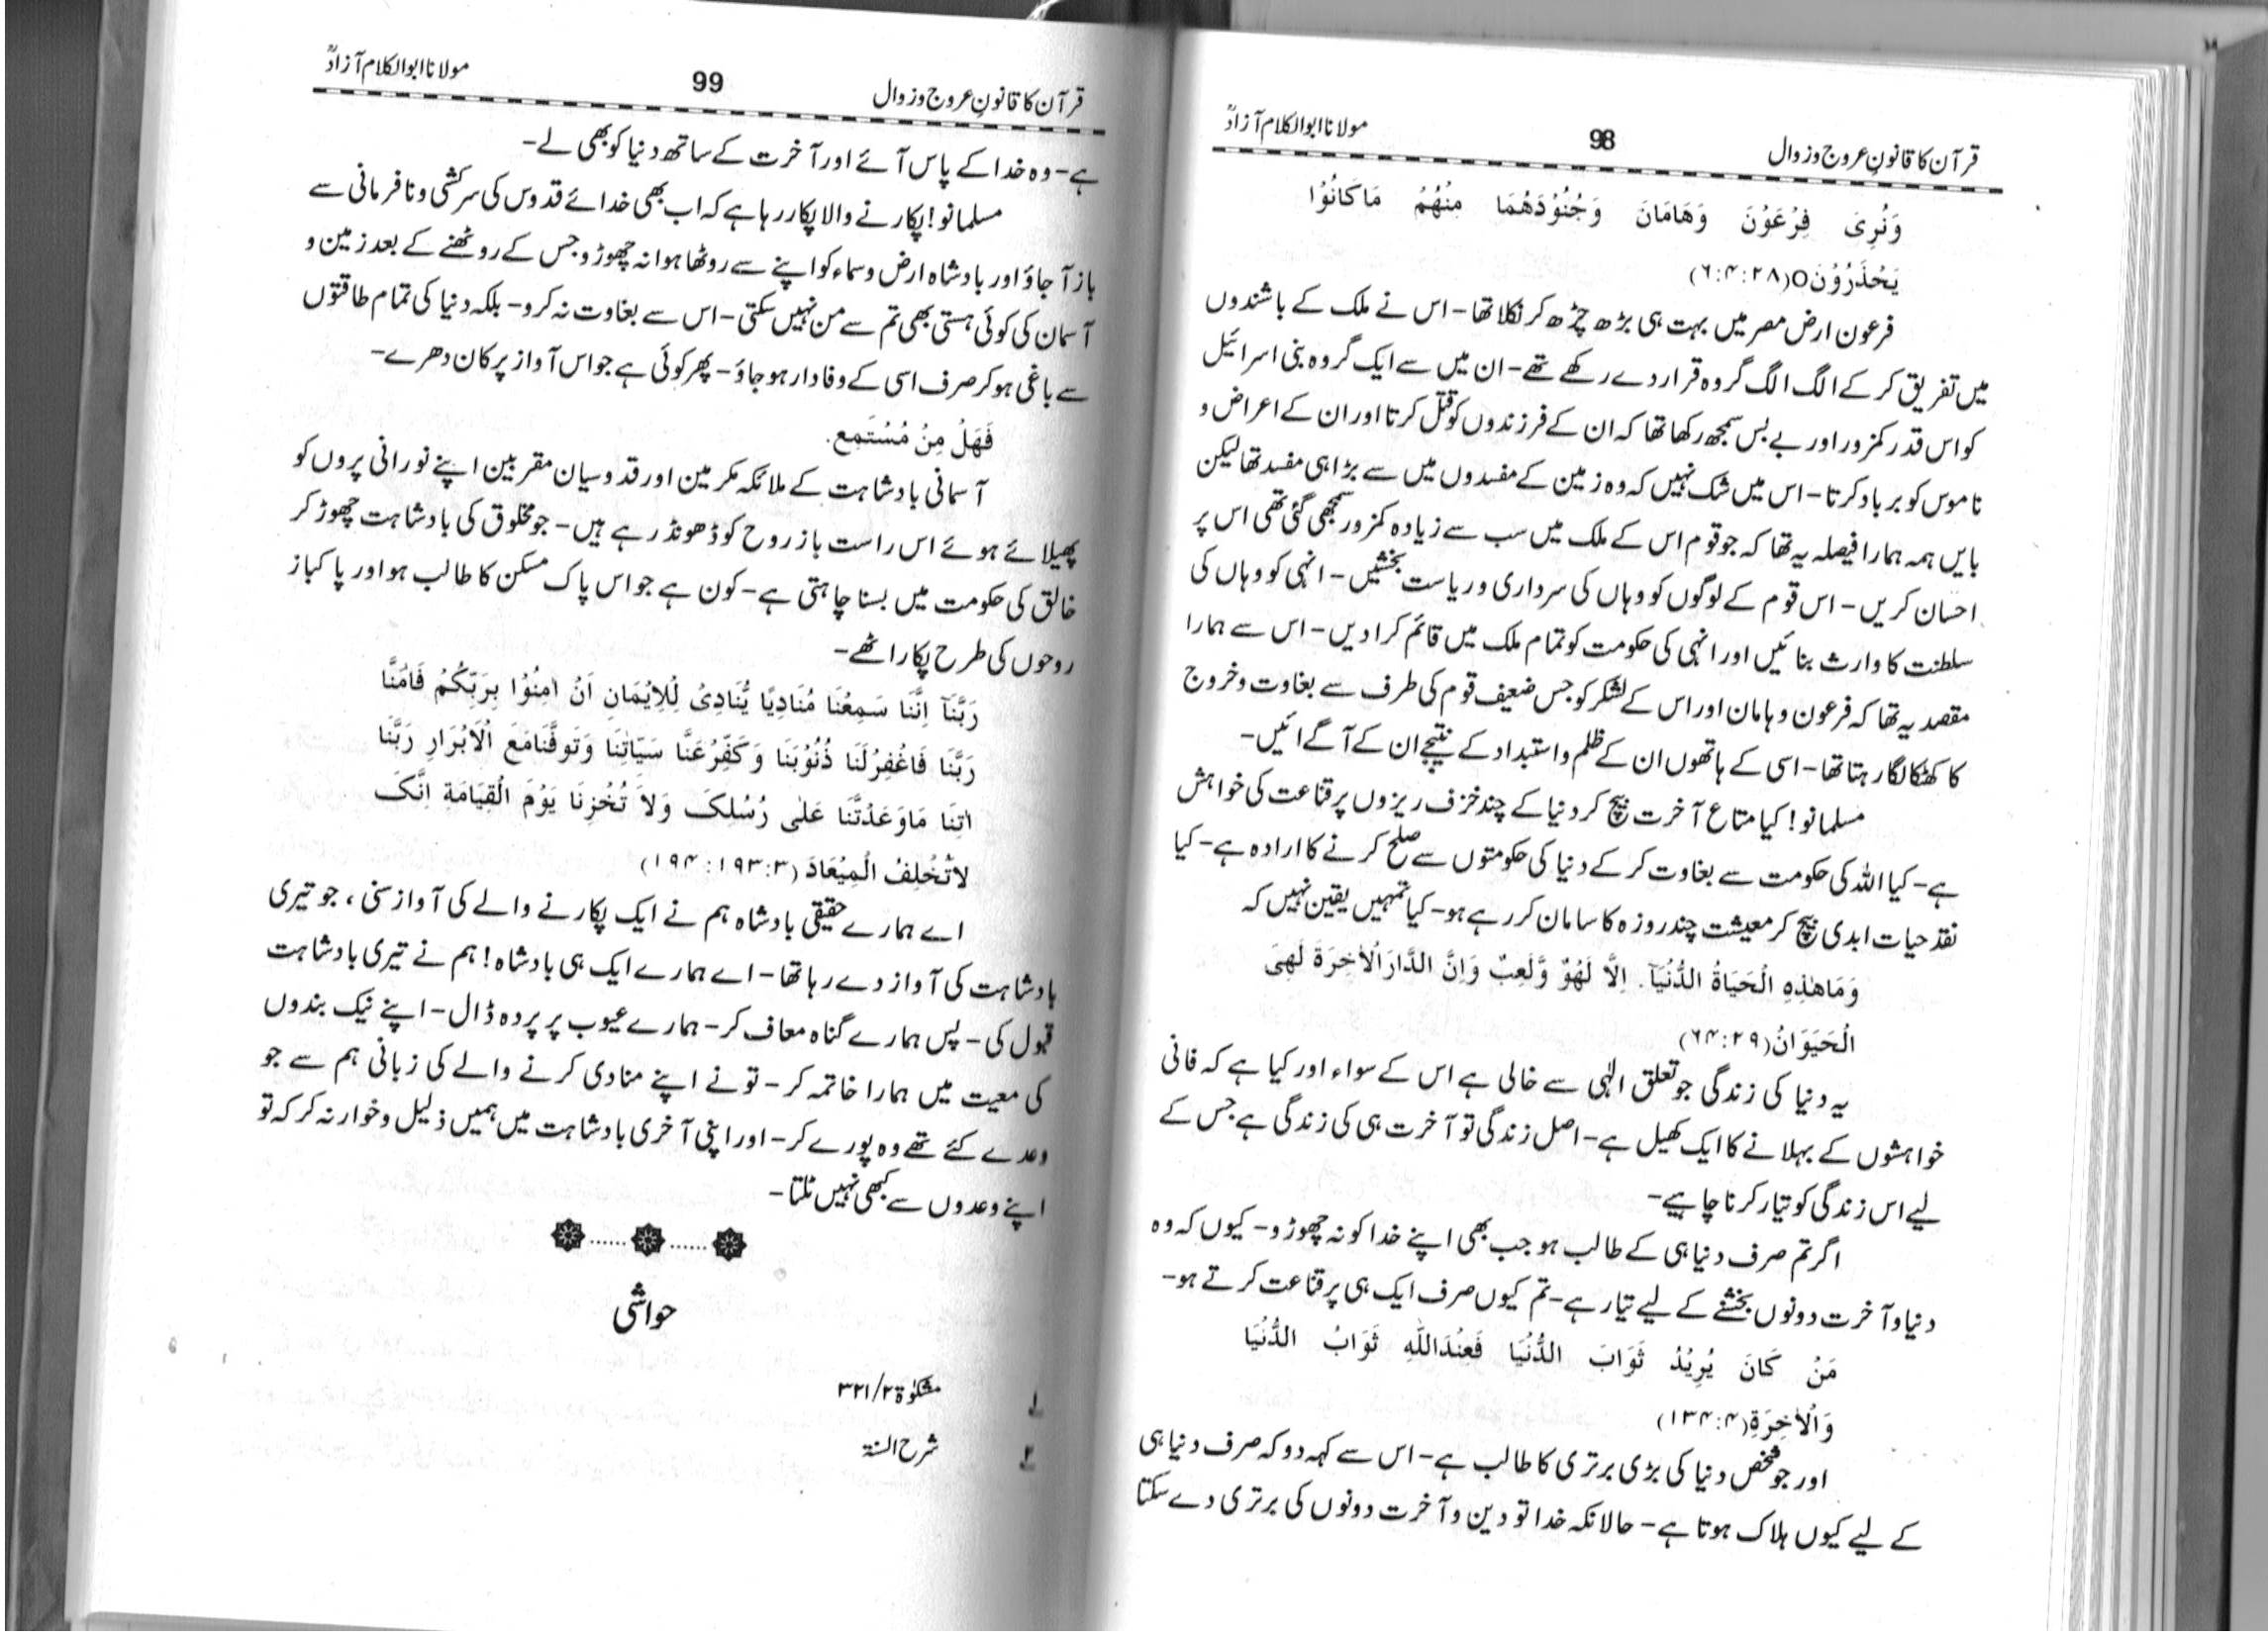 قرآن کا قانونِ عروج و زوال 98 مولانا ابوالکلام آزادؒ
وَنُرِیَ فِرْعَوْنَ وَهَامَانَ وَجُنُوْدَهُمَا مِنْهُمْ مَاکَانُوْا
یَحْذَرُوْنَ○(۲۸:۴:۶)
فرعون ارض مصر میں بہت ہی بڑھ چڑھ کر نکلا تھا- اس نے ملک کے باشندوں
میں تفریق کر کے الگ الگ گروہ قرار دے رکھے تھے- ان میں سے ایک گروہ بنی اسرائیل
کو اس قدر کمزور اور بے بس سمجھ رکھا تھا کہ ان کے فرزندوں کو قتل کرتا اور ان کے اعراض و
ناموس کو برباد کرتا- اس میں شک نہیں کہ وہ زمین کے مفسدوں میں سے بڑا ہی مفسد تھا لیکن
بایں ہمہ ہمارا فیصلہ یہ تھا کہ جو قوم اس کے ملک میں سب سے زیادہ کمزور سمجھی گئی تھی اس پر
احسان کریں- اس قوم کے لوگوں کو وہاں کی سرداری و ریاست بخشیں- انہی کو وہاں کی
سلطنت کا وارث بنائیں اور انہی کی حکومت کو تمام ملک میں قائم کرادیں- اس سے ہمارا
مقصد یہ تھا کہ فرعون و ہامان اور اس کے لشکر کو جس ضعیف قوم کی طرف سے بغاوت و خروج
کا کھٹکا لگا رہتا تھا- اسی کے ہاتھوں ان کے ظلم و استبداد کے نتیجے ان کے آگے ائیں-
مسلمانو! کیا متاع آخرت بیچ کر دنیا کے چند خزف ریزوں پر قناعت کی خواہش
ہے- کیا اللہ کی حکومت سے بغاوت کر کے دنیا کی حکومتوں سے صلح کرنے کا ارادہ ہے- کیا
نقد حیات ابدی بیچ کر معیشت چند روزہ کا سامان کر رہے ہو- کیا تمہیں یقین نہیں کہ
وَمَاهٰذِهِ الْحَیَاةُ الدُّنْیَآ. اِلَّا لَهْوٌ وَّلَعِبٌ وَاِنَّ الدَّارَالْاٰخِرَةَ لَهِیَ
الْحَیَوَانُ(۶۴:۲۹)
یہ دنیا کی زندگی جو تعلق الٰہی سے خالی ہے اس کے سواء اور کیا ہے کہ فانی
خواہشوں کے بہلانے کا ایک کھیل ہے- اصل زندگی تو آخرت ہی کی زندگی ہے جس کے
لیے اس زندگی کو تیار کرنا چاہیے-
اگر تم صرف دنیا ہی کے طالب ہو جب بھی اپنے خدا کو نہ چھوڑو- کیوں کہ وہ
دنیا و آخرت دونوں بخشنے کے لیے تیار ہے- تم کیوں صرف ایک ہی پر قناعت کرتے ہو-
مَنْ کَانَ یُرِیْدُ ثَوَابَ الدُّنْیَا فَعِنْدَاللّٰهِ ثَوَابُ الدُّنْیَا
وَالْاٰخِرَةِ(۱۳۴:۴)
اور جو شخص دنیا کی بڑی برتری کا طالب ہے- اس سے کہہ دو کہ صرف دنیا ہی
کے لیے کیوں ہلاک ہوتا ہے- حالانکہ خدا تو دین و آخرت دونوں کی برتری دے سکتا
قرآن کا قانونِ عروج و زوال 99 مولانا ابوالکلام آزادؒ
ہے- وہ خدا کے پاس آئے اور آخرت کے ساتھ دنیا کو بھی لے-
مسلمانو! پکارنے والا پکار رہا ہے کہ اب بھی خدائے قدوس کی سرکشی و نافرمانی سے
باز آجاؤ اور بادشاہ ارض و سماء کو اپنے سے روٹھا ہوا نہ چھوڑو جس کے روٹھنے کے بعد زمین و
آسمان کی کوئی ہستی بھی تم سے من نہیں سکتی- اس سے بغاوت نہ کرو- بلکہ دنیا کی تمام طاقتوں
سے باغی ہو کر صرف اسی کے وفادار ہو جاؤ- پھر کوئی ہے جو اس آواز پر کان دھرے-
فَهَلْ مِنْ مُسْتَمِع.
آسمانی بادشاہت کے ملائکہ مکرمین اور قدوسیان مقربین اپنے نورانی پروں کو
پھیلائے ہوئے اس راست باز روح کو ڈھونڈ رہے ہیں- جو مخلوق کی بادشاہت چھوڑ کر
خالق کی حکومت میں بسنا چاہتی ہے- کون ہے جو اس پاک مسکن کا طالب ہو اور پاکباز
روحوں کی طرح پکار اٹھے-
رَبَّنَآ اِنَّنَا سَمِعْنَا مُنَادِیًا یُّنَادِیْ لِلْاِیْمَانِ اَنْ اٰمِنُوْا بِرَبِّکُمْ فَاٰمَنَّا
رَبَّنَا فَاغْفِرْلَنَا ذُنُوْبَنَا وَکَفِّرْعَنَّا سَیِّاٰتِنَا وَتَوَفَّنَامَعَ الْاَبْرَارِ رَبَّنَا
اٰتِنَا مَاوَعَدْتَّنَا عَلٰی رُسُلِکَ وَلاَ تُخْزِنَا یَوْمَ الْقِیَامَةِ اِنَّکَ
لاَتُخْلِفُ الْمِیْعَادَ (۱۹۳:۳: ۱۹۴)
اے ہمارے حقیقی بادشاہ ہم نے ایک پکارنے والے کی آواز سنی، جو تیری
بادشاہت کی آواز دے رہا تھا- اے ہمارے ایک ہی بادشاہ! ہم نے تیری بادشاہت
قبول کی- پس ہمارے گناہ معاف کر- ہمارے عیوب پر پردہ ڈال- اپنے نیک بندوں
کی معیت میں ہمارا خاتمہ کر- تو نے اپنے منادی کرنے والے کی زبانی ہم سے جو
وعدے کئے تھے وہ پورے کر- اور اپنی آخری بادشاہت میں ہمیں ذلیل و خوار نہ کر کہ تو
اپنے وعدوں سے کبھی نہیں ٹلتا-
حواشی
۱ مشکوٰۃ ۳۲۱/۲
۲ شرح السنۃ